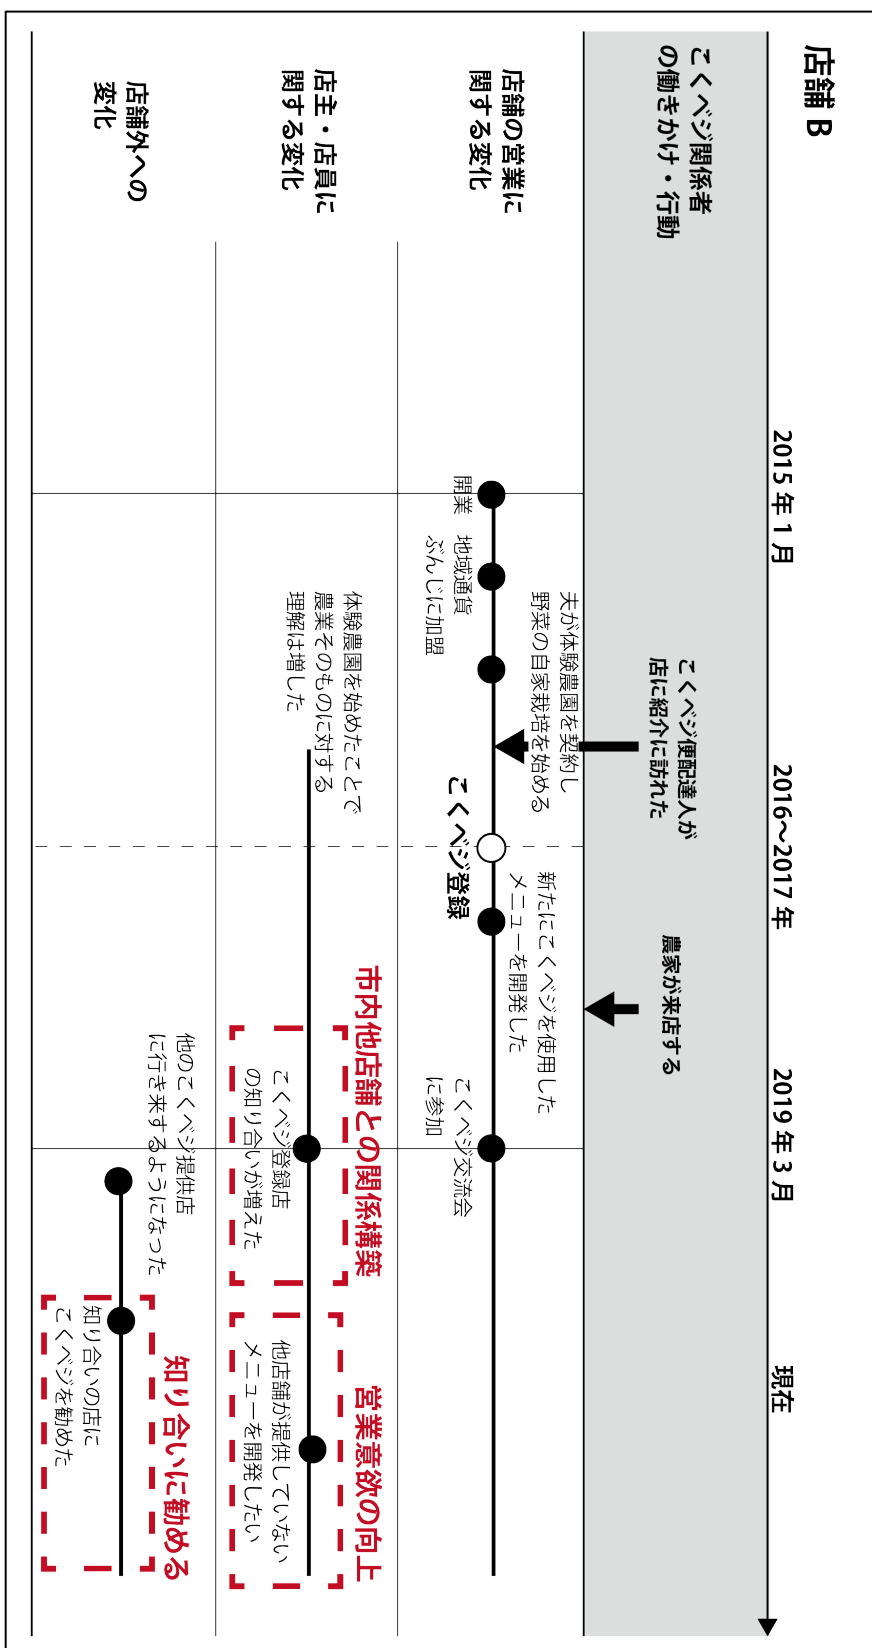 店舗 B
2015 年 1 月
2016～2017 年
2019 年 3 月
現在
こくベジ関係者
の働きかけ・行動
こくベジ便配達人が
店に紹介に訪れた
農家が来店する
店舗の営業に
関する変化
開業
地域通貨
ぶんじに加盟
夫が体験農園を契約し
野菜の自家栽培を始める
こくベジ登録
新たにこくベジを使用した
メニューを開発した
こくベジ交流会
に参加
店主・店員に
関する変化
体験農園を始めたことで
農業そのものに対する
理解は増した
市内他店舗との関係構築
こくベジ登録店
の知り合いが増えた
営業意欲の向上
他店舗が提供していない
メニューを開発したい
店舗外への
変化
他のこくベジ提供店
に行き来するようになった
知り合いに勧める
知り合いの店に
こくベジを勧めた